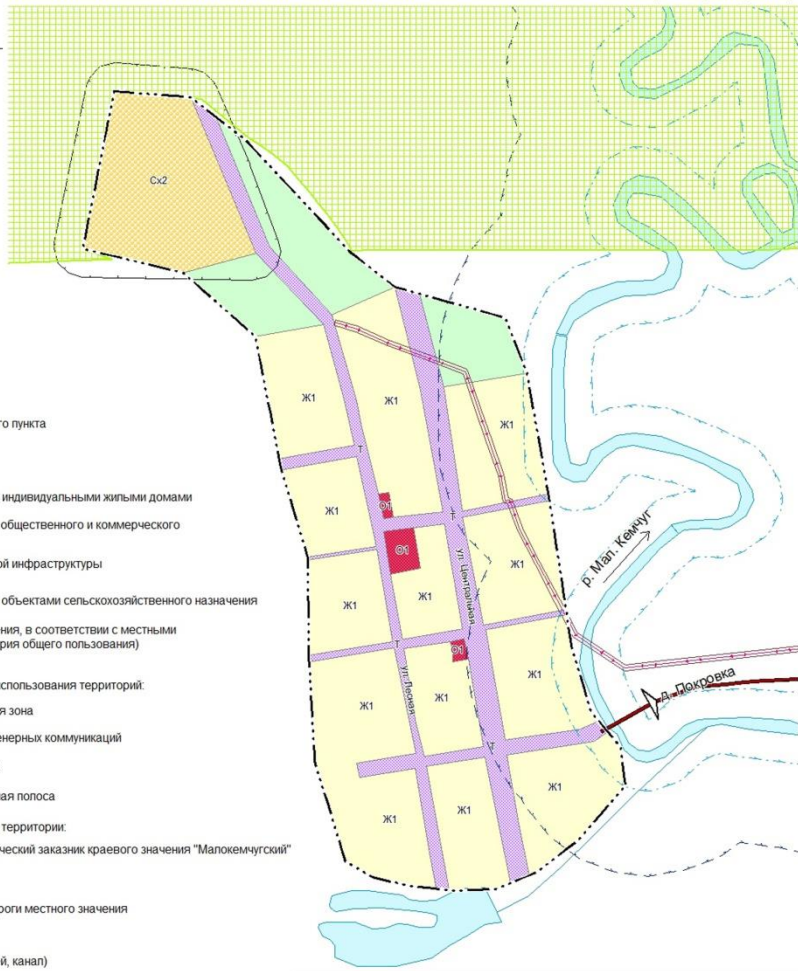 го пункта
индивидуальными жилыми домами
общественного и коммерческого
ой инфраструктуры
объектами сельскохозяйственного назначения
ния, в соответствии с местными
рия общего пользования)
спользования территорий:
я зона
енерных коммуникаций
ная полоса
территории:
ческий заказник краевого значения "Малокемчугский"
роги местного значения
й, канал)
Сх2
Ж1
Ж1
Ж1
Т
Ж1
О1
Т
О1
Ж1
ул. Центральная
р. Мал. Кемчуг
Ж1
Ж1
Т
О1
ул. Лесная
Ж1
д. Покровка
Ж1
Ж1
Т
Ж1
Ж1
Ж1